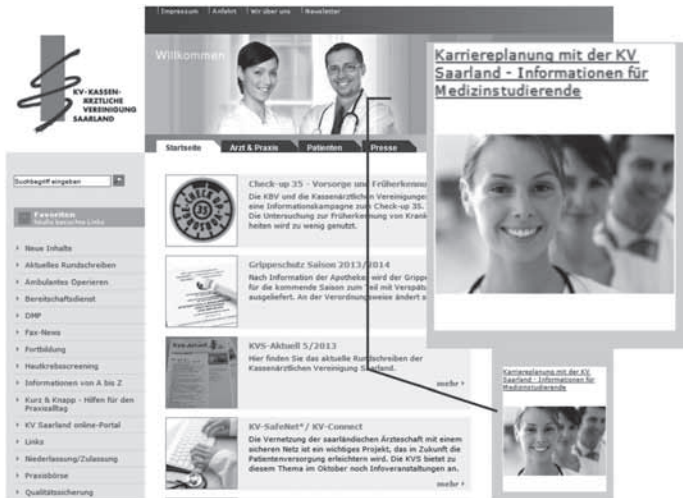 Impressum
Anfahrt
Wir über uns
Newsletter
Willkommen
KV-KASSEN-
ÄRZTLICHE
VEREINIGUNG
SAARLAND
Startseite
Arzt & Praxis
Patienten
Presse
Suchbegriff eingeben
Favoriten
Neue Inhalte
Aktuelles Rundschreiben
Ambulantes Operieren
Bereitschaftsdienst
DMP
Fax-News
Fortbildung
Hautkrebsscreening
Informationen von A bis Z
Kurz & Knapp - Hilfen für den
Praxisalltag
KV Saarland online-Portal
Links
Niederlassung/Zulassung
Praxisbörse
Qualitätssicherung
CHECK-UP
35
Check-up 35 - Vorsorge und Früherkennu
Die KBV und die Kassenärztlichen Vereinigunge
eine Informationskampagne zum Check-up 35.
Die Untersuchung zur Früherkennung von Krank
heiten wird zu wenig genutzt.
Grippeschutz Saison 2013/2014
Nach Information der Apotheker wird der Grippe
für die kommende Saison zum Teil mit Verspätu
ausgeliefert. An der Verordnungsweise ändert s
KVS-Aktuell 5/2013
Hier finden Sie das aktuelle Rundschreiben der
Kassenärztlichen Vereinigung Saarland.
mehr
KV-SafeNet*/ KV-Connect
Die Vernetzung der saarländischen Ärzteschaft mit einem
sicheren Netz ist ein wichtiges Projekt, das in Zukunft die
Patientenversorgung erleichtern wird. Die KVS bietet zu
diesem Thema im Oktober noch Infoveranstaltungen an.
mehr
Karriereplanung mit der KV
Saarland - Informationen für
Medizinstudierende
Karriereplanung mit der KV
Saarland - Informationen für
Medizinstudierende